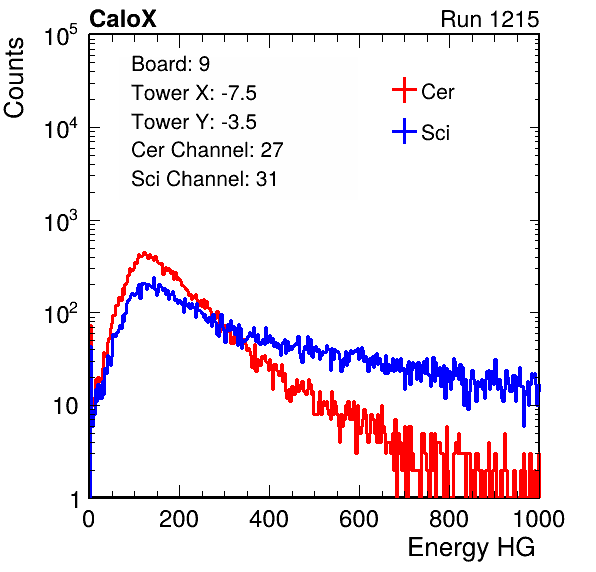 CaloX Run 1215
Counts
10^5
10^4
10^3
10^2
10
1
Board: 9
Tower X: -7.5
Tower Y: -3.5
Cer Channel: 27
Sci Channel: 31
Cer
Sci
0 200 400 600 800 1000
Energy HG